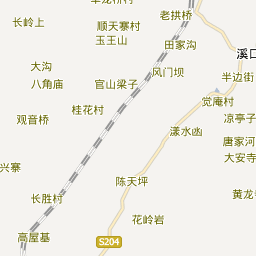 老拱桥
长岭上
顺天寨村
玉王山
田家沟
溪口
大沟
风门坝
八角庙
官山梁子
半边街
觉庵村
桂花村
观音桥
凉亭子
漾水凼
唐家河
大安寺
兴寨
陈天坪
长胜村
黄龙
花岭岩
高屋基
S204